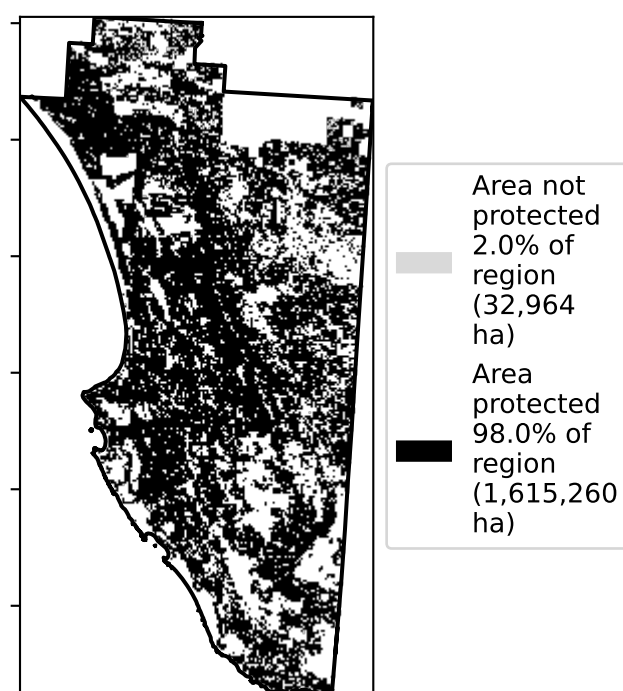 Area not
protected
2.0% of
region
(32,964
ha)
Area
protected
98.0% of
region
(1,615,260
ha)